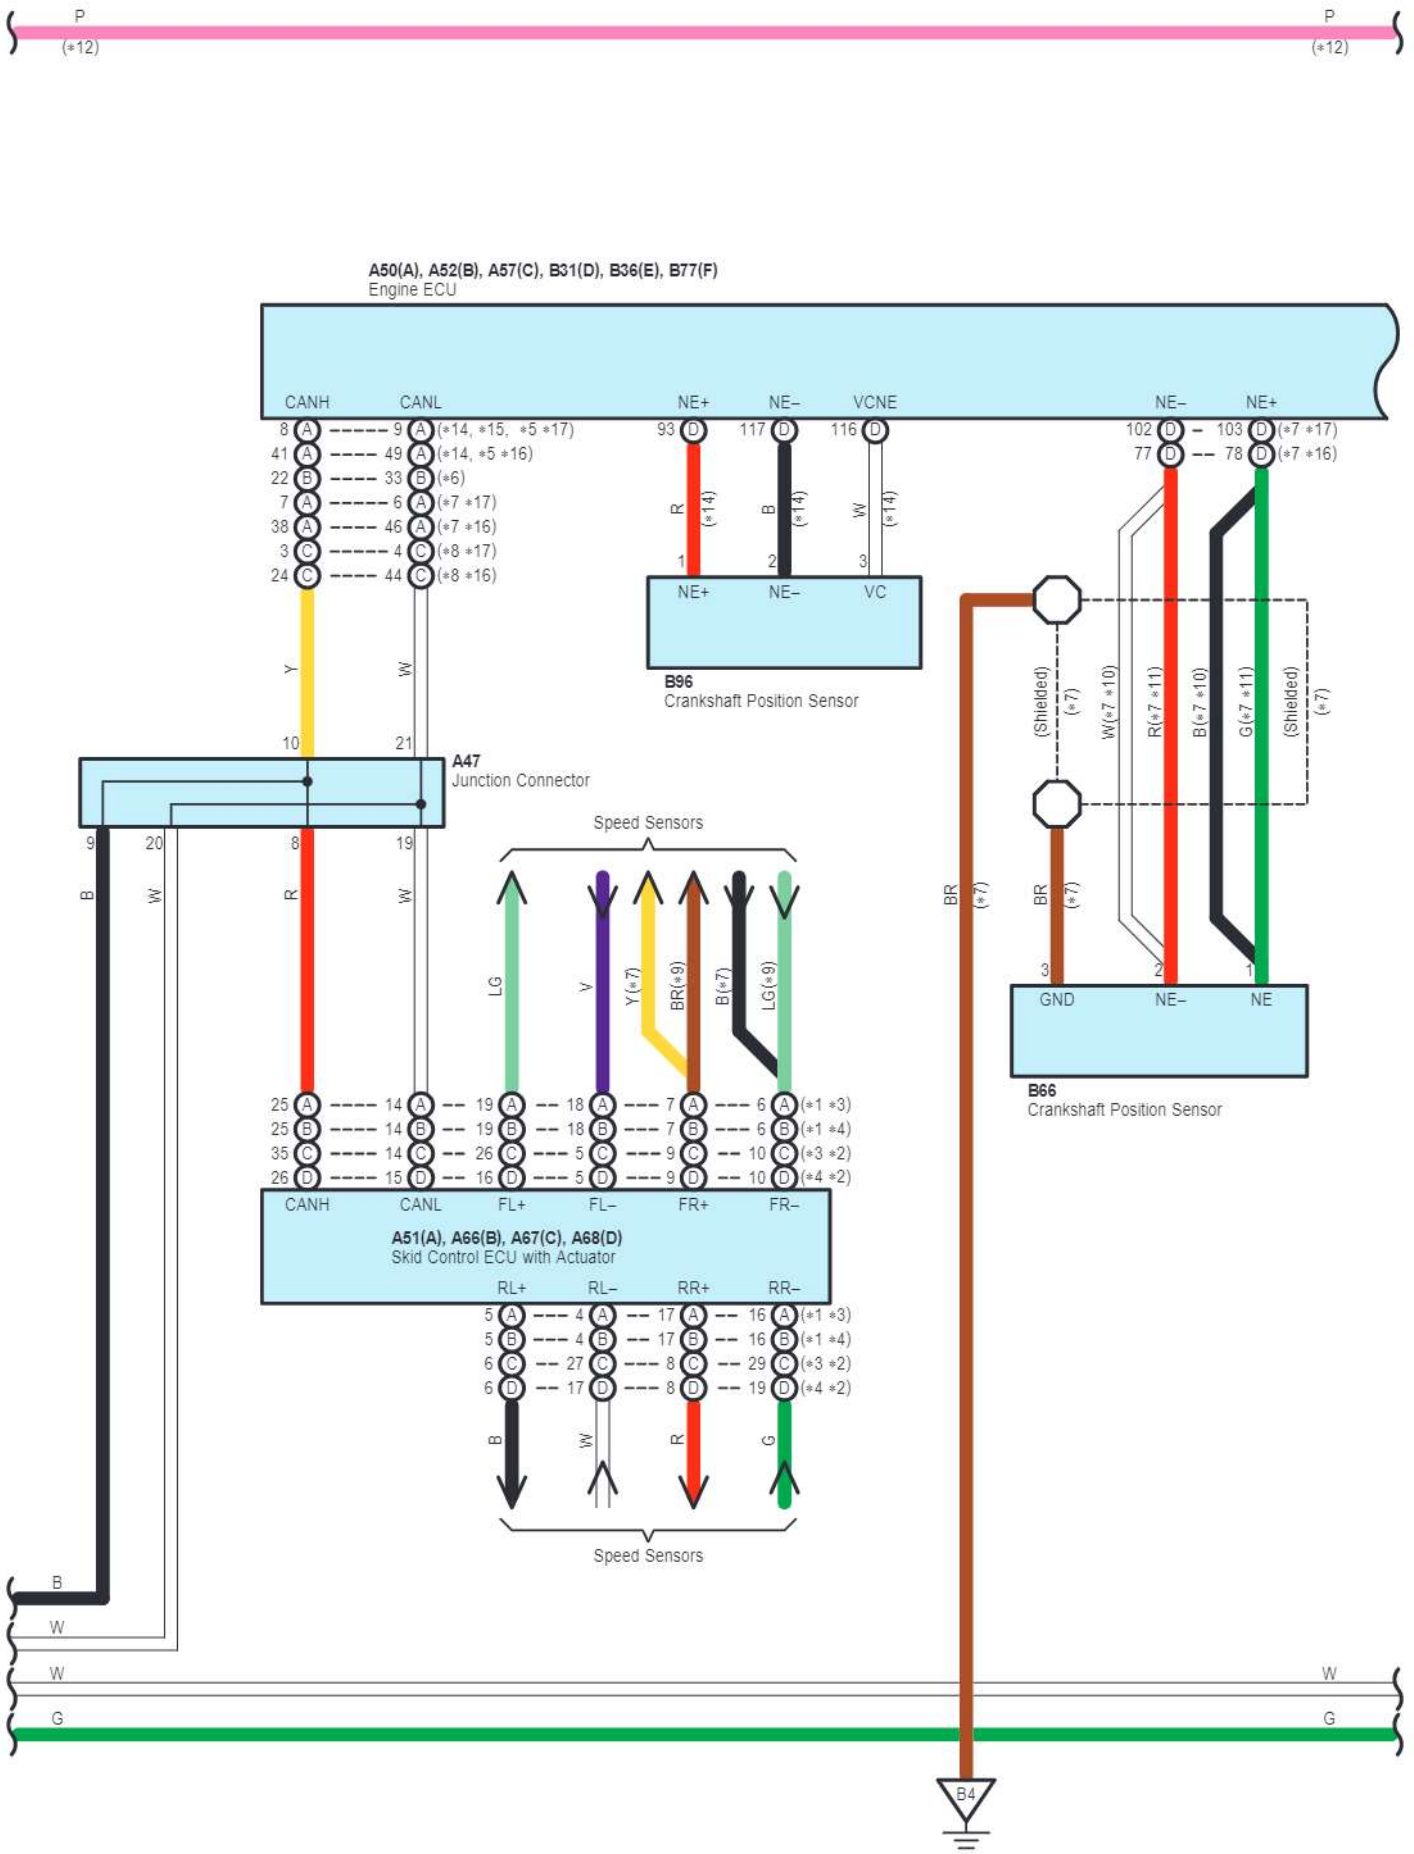 P P
(*12) (*12)
A50(A), A52(B), A57(C), B31(D), B36(E), B77(F)
Engine ECU
CANH CANL NE+ NE– VCNE NE– NE+
8 A 9 A (*14, *15, *5 *17) 93 D 117 D 116 D 102 D 103 D (*7 *17)
41 A 49 A (*14, *5 *16) 77 D 78 D (*7 *16)
22 B 33 B (*6)
7 A 6 A (*7 *17)
38 A 46 A (*7 *16)
3 C 4 C (*8 *17)
24 C 44 C (*8 *16)
R (*14) B (*14) W (*14)
1 2 3
NE+ NE– VC
B96
Crankshaft Position Sensor
Y W
(Shielded) (*7) W(*7 *10) R(*7 *11) B(*7 *10) G(*7 *11) (Shielded) (*7)
10 21
A47
Junction Connector
9 20 8 19
B W R W
Speed Sensors
LG V Y(*7) BR(*9) B(*7) LG(*9)
BR (*7) BR (*7)
3 2 1
GND NE– NE
B66
Crankshaft Position Sensor
25 A 14 A 19 A 18 A 7 A 6 A (*1 *3)
25 B 14 B 19 B 18 B 7 B 6 B (*1 *4)
35 C 14 C 26 C 5 C 9 C 10 C (*3 *2)
26 D 15 D 16 D 5 D 9 D 10 D (*4 *2)
CANH CANL FL+ FL– FR+ FR–
A51(A), A66(B), A67(C), A68(D)
Skid Control ECU with Actuator
RL+ RL– RR+ RR–
5 A 4 A 17 A 16 A (*1 *3)
5 B 4 B 17 B 16 B (*1 *4)
6 C 27 C 8 C 29 C (*3 *2)
6 D 17 D 8 D 19 D (*4 *2)
B W R G
Speed Sensors
B
W
W W
G G
B4